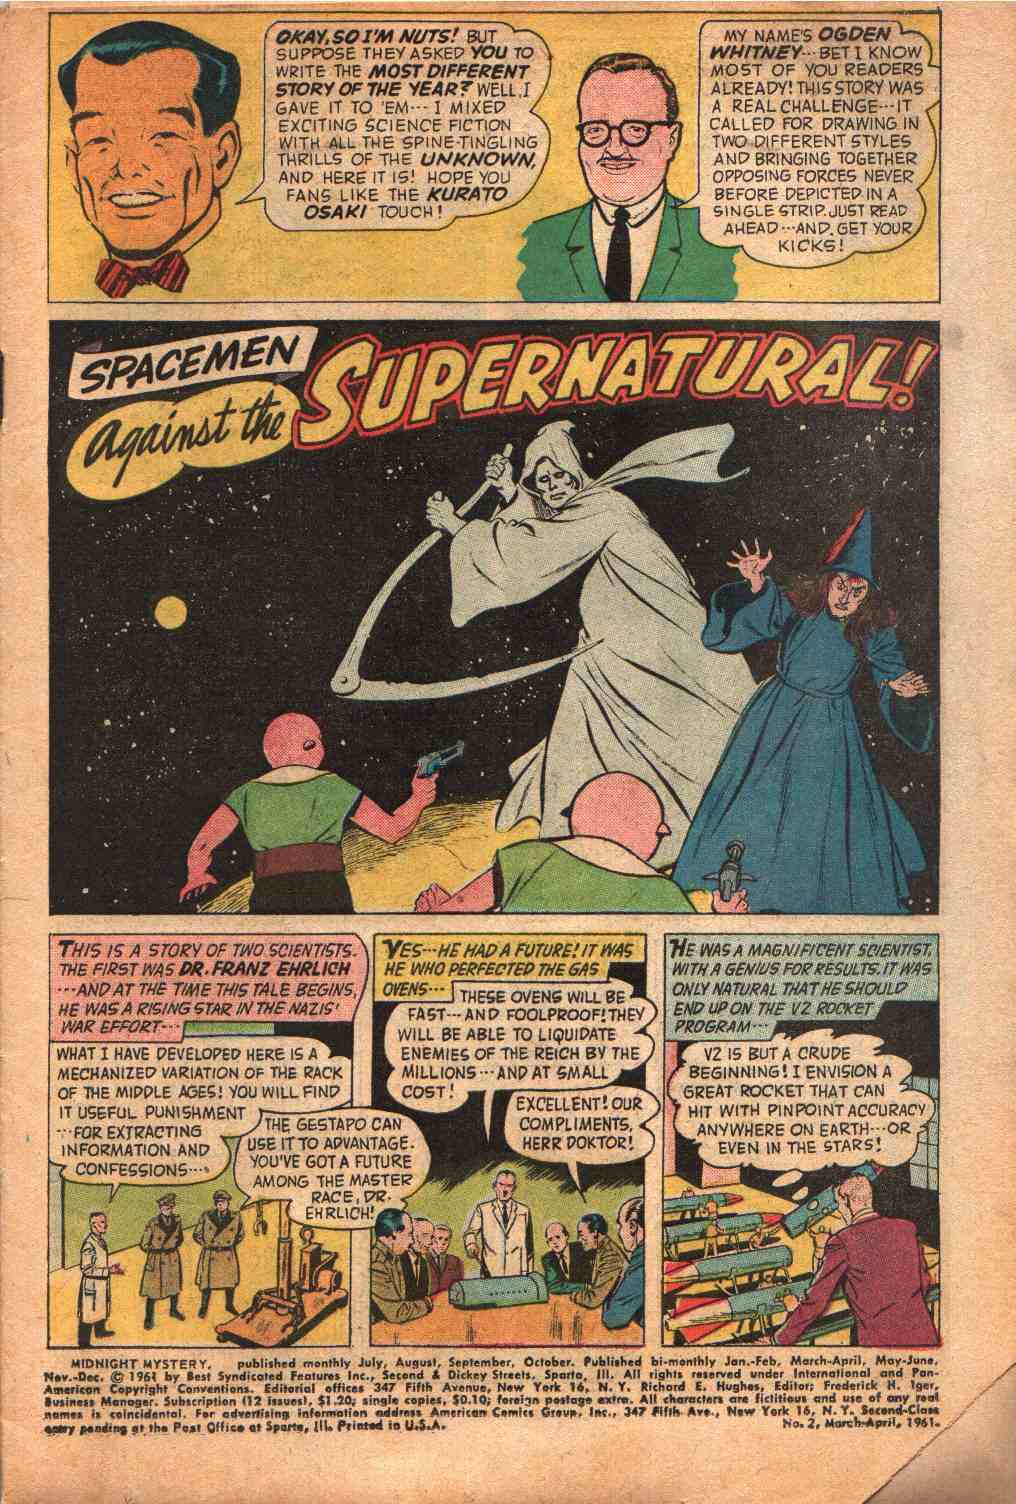 OKAY, SO I'M NUTS! BUT
SUPPOSE THEY ASKED YOU TO
WRITE THE MOST DIFFERENT
STORY OF THE YEAR? WELL, I
GAVE IT TO 'EM--- I MIXED
EXCITING SCIENCE FICTION
WITH ALL THE SPINE-TINGLING
THRILLS OF THE UNKNOWN,
AND HERE IT IS! HOPE YOU
FANS LIKE THE KURATO
OSAKI TOUCH!
MY NAME'S OGDEN
WHITNEY---BET I KNOW
MOST OF YOU READERS
ALREADY! THIS STORY WAS
A REAL CHALLENGE---IT
CALLED FOR DRAWING IN
TWO DIFFERENT STYLES
AND BRINGING TOGETHER
OPPOSING FORCES NEVER
BEFORE DEPICTED IN A
SINGLE STRIP. JUST READ
AHEAD---AND. GET YOUR
KICKS!
SPACEMEN
Against the
SUPERNATURAL!
THIS IS A STORY OF TWO SCIENTISTS.
THE FIRST WAS DR. FRANZ EHRLICH
---AND AT THE TIME THIS TALE BEGINS,
HE WAS A RISING STAR IN THE NAZIS'
WAR EFFORT---
WHAT I HAVE DEVELOPED HERE IS A
MECHANIZED VARIATION OF THE RACK
OF THE MIDDLE AGES! YOU WILL FIND
IT USEFUL PUNISHMENT
---FOR EXTRACTING
INFORMATION AND
CONFESSIONS---
THE GESTAPO CAN
USE IT TO ADVANTAGE.
YOU'VE GOT A FUTURE
AMONG THE MASTER
RACE, DR.
EHRLICH!
YES---HE HAD A FUTURE! IT WAS
HE WHO PERFECTED THE GAS
OVENS---
THESE OVENS WILL BE
FAST---AND FOOLPROOF! THEY
WILL BE ABLE TO LIQUIDATE
ENEMIES OF THE REICH BY THE
MILLIONS---AND AT SMALL
COST!
EXCELLENT! OUR
COMPLIMENTS,
HERR DOKTOR!
HE WAS A MAGNIFICENT SCIENTIST,
WITH A GENIUS FOR RESULTS. IT WAS
ONLY NATURAL THAT HE SHOULD
END UP ON THE V2 ROCKET
PROGRAM---
V2 IS BUT A CRUDE
BEGINNING! I ENVISION A
GREAT ROCKET THAT CAN
HIT WITH PINPOINT ACCURACY
ANYWHERE ON EARTH---OR
EVEN IN THE STARS!
MIDNIGHT MYSTERY, published monthly July, August, September, October. Published bi-monthly Jan.-Feb, March-April, May-June,
Nov.-Dec. © 1961 by Best Syndicated Features Inc., Second & Dickey Streets, Sparta, Ill. All rights reserved under International and Pan-
American Copyright Conventions. Editorial offices 347 Fifth Avenue, New York 16, N. Y. Richard E. Hughes, Editor; Frederick H. Iger,
Business Manager. Subscription (12 issues), $1.20; single copies, $0.10; foreign postage extra. All characters are fictitious and use of any real
names is coincidental. For advertising information address American Comics Group, Inc., 347 Fifth Ave., New York 16, N. Y. Second-Class
entry pending at the Post Office at Sparta, Ill. Printed in U.S.A. No. 2, March-April, 1961.